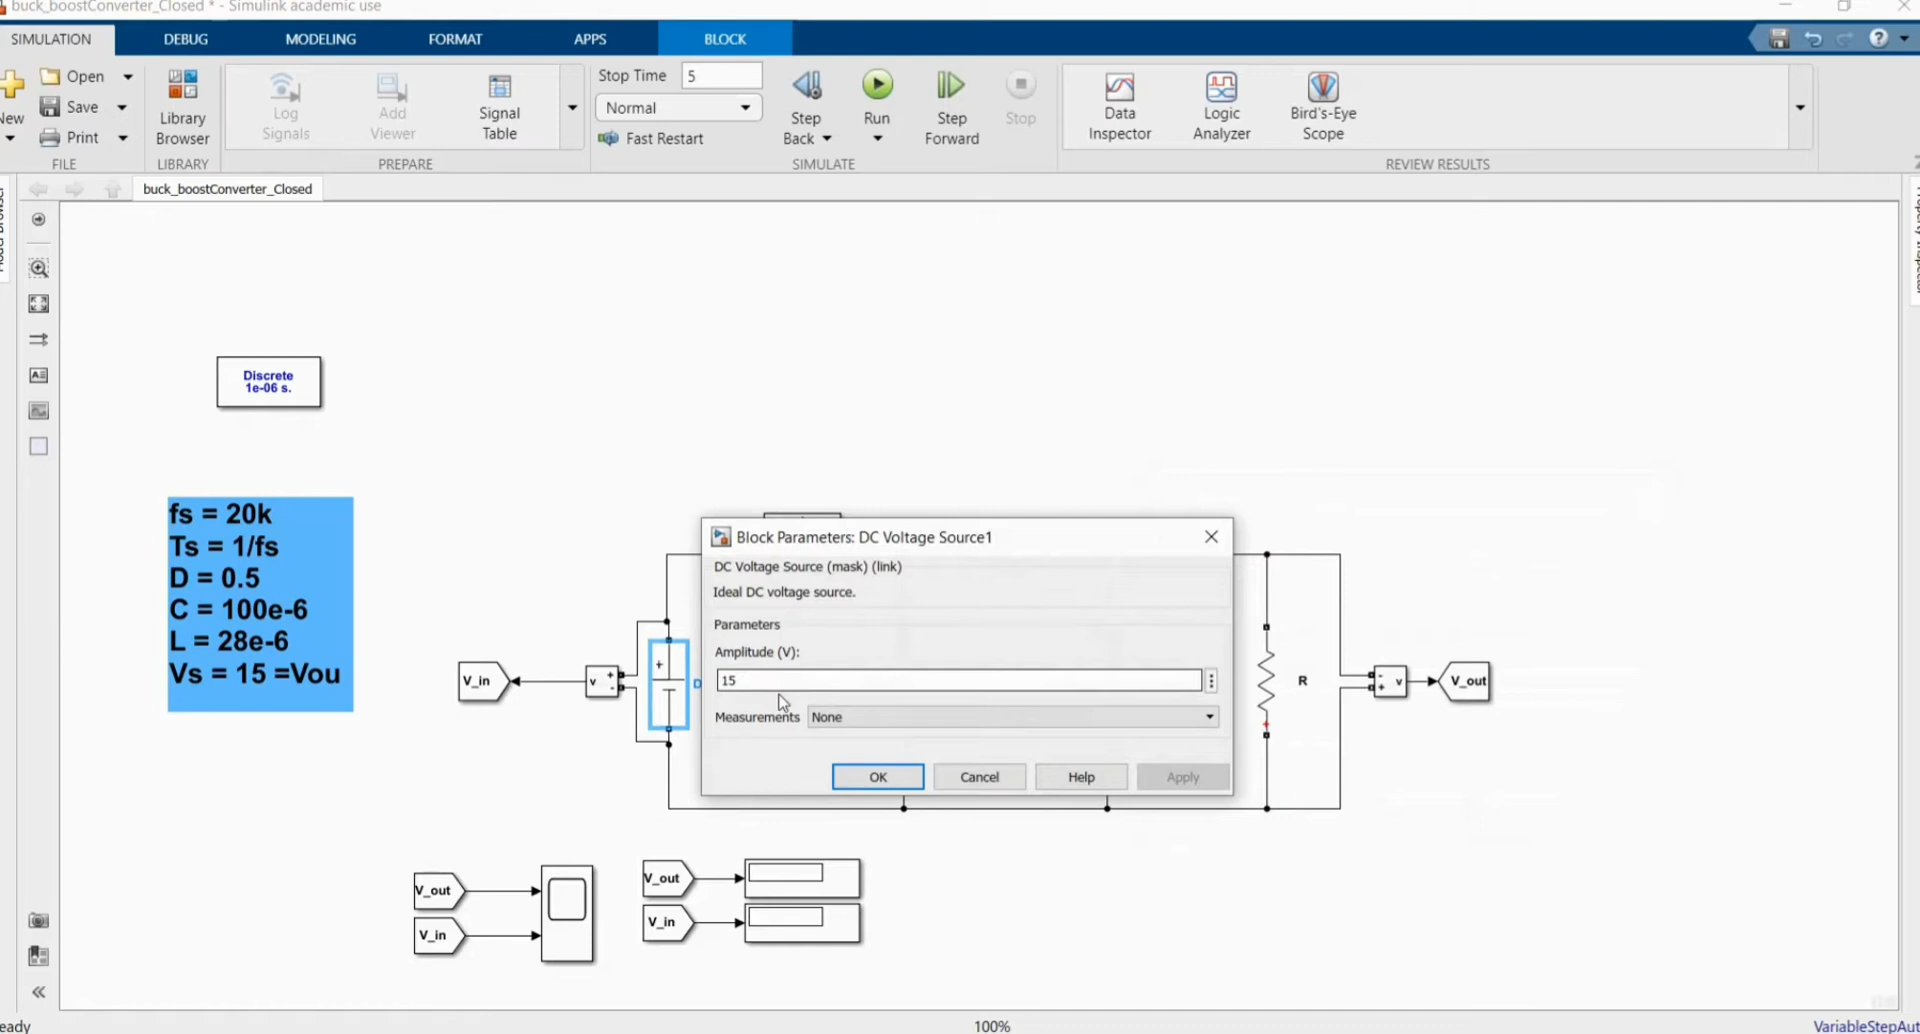 buck_boostConverter_Closed * - Simulink academic use
SIMULATION
DEBUG
MODELING
FORMAT
APPS
BLOCK
New
Open
Save
Print
FILE
Library
Browser
LIBRARY
Log
Signals
Add
Viewer
Signal
Table
PREPARE
Stop Time 5
Normal
Fast Restart
Step
Back
Run
Step
Forward
Stop
SIMULATE
Data
Inspector
Logic
Analyzer
Bird's-Eye
Scope
REVIEW RESULTS
buck_boostConverter_Closed
Discrete
1e-06 s.
fs = 20k
Ts = 1/fs
D = 0.5
C = 100e-6
L = 28e-6
Vs = 15 =Vou
V_in
v
+
-
+
D
Block Parameters: DC Voltage Source1
DC Voltage Source (mask) (link)
Ideal DC voltage source.
Parameters
Amplitude (V):
15
Measurements None
OK
Cancel
Help
Apply
R
-
+
v
V_out
V_out
V_in
V_out
V_in
eady
100%
VariableStepAut